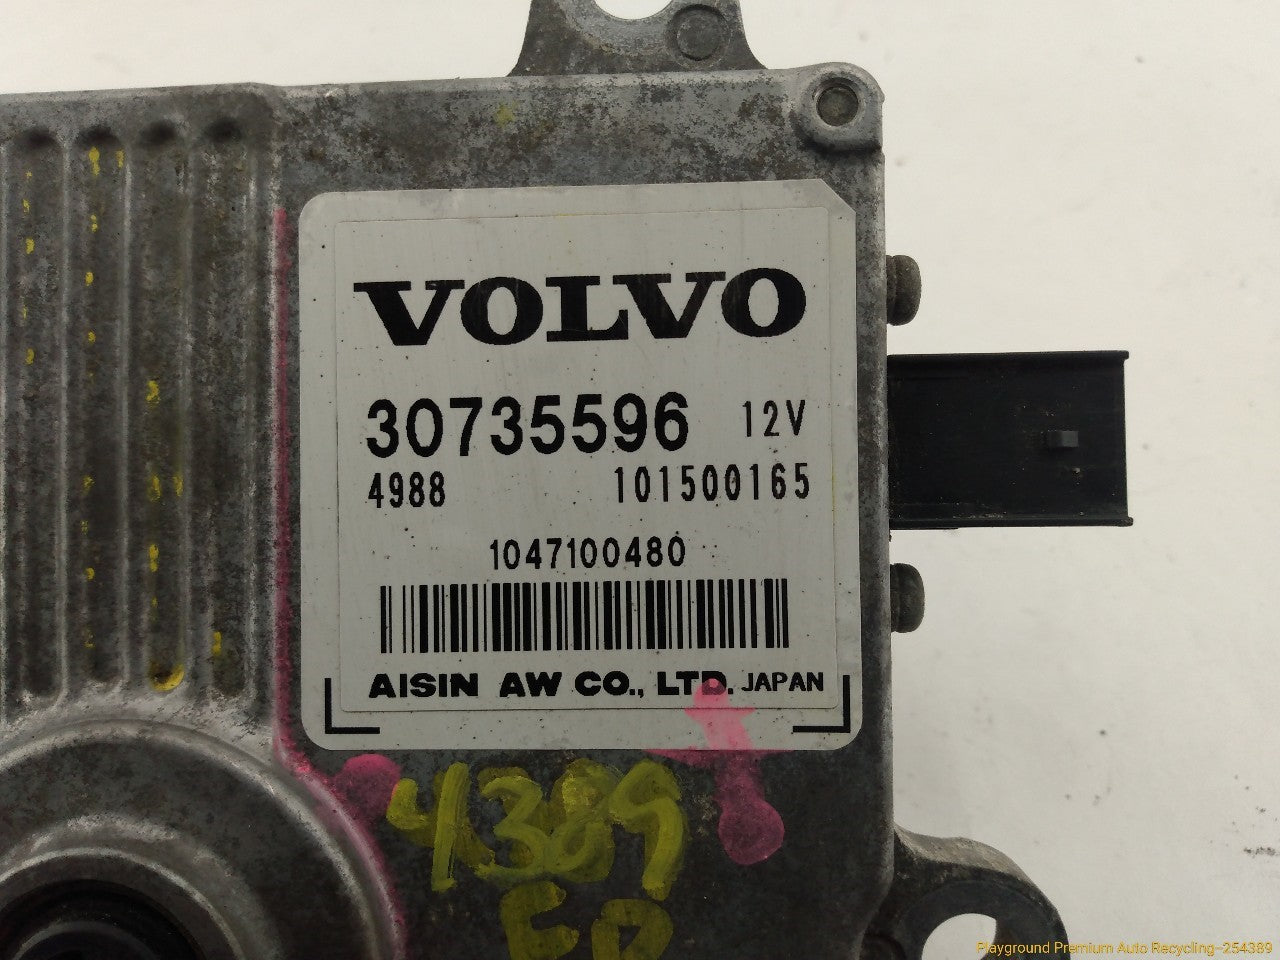 VOLVO
30735596 12V
4988 101500165
1047100480
AISIN AW CO., LTD. JAPAN
4389
Playground Premium Auto Recycling--254389